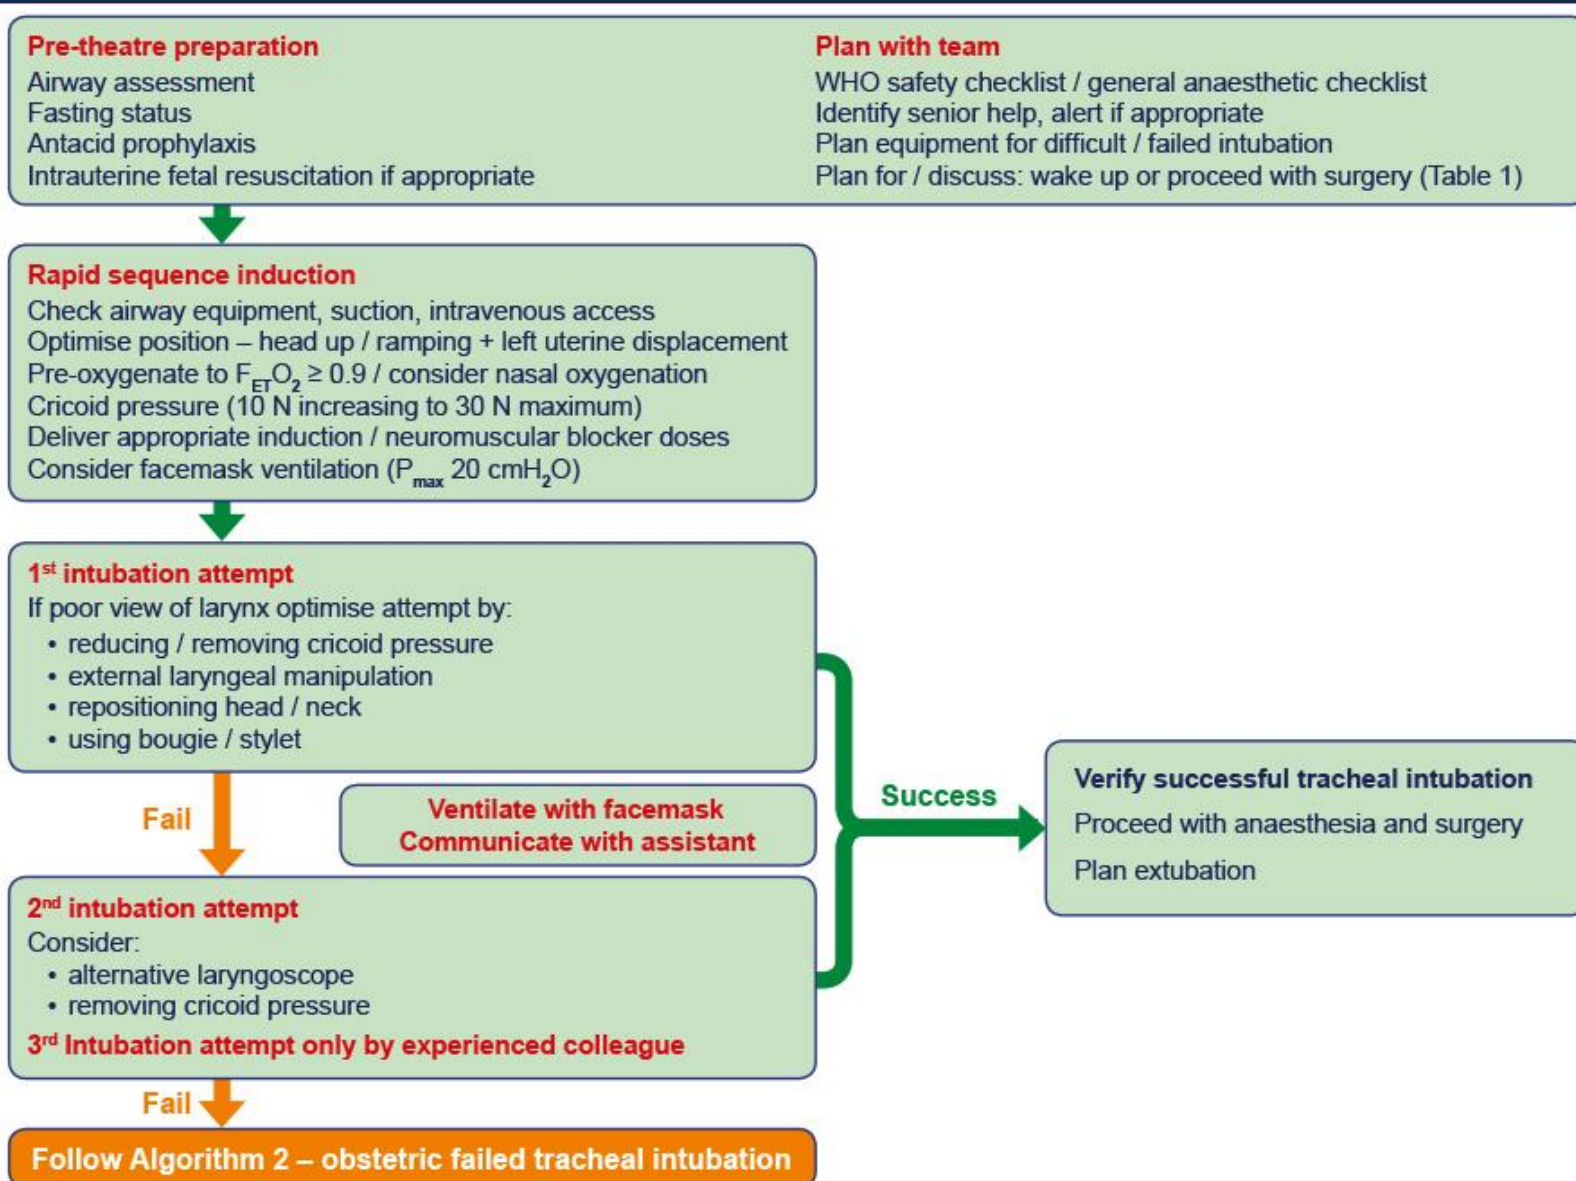 Pre-theatre preparation
Airway assessment
Fasting status
Antacid prophylaxis
Intrauterine fetal resuscitation if appropriate
Plan with team
WHO safety checklist / general anaesthetic checklist
Identify senior help, alert if appropriate
Plan equipment for difficult / failed intubation
Plan for / discuss: wake up or proceed with surgery (Table 1)
Rapid sequence induction
Check airway equipment, suction, intravenous access
Optimise position – head up / ramping + left uterine displacement
Pre-oxygenate to FETO2 ≥ 0.9 / consider nasal oxygenation
Cricoid pressure (10 N increasing to 30 N maximum)
Deliver appropriate induction / neuromuscular blocker doses
Consider facemask ventilation (Pmax 20 cmH2O)
1st intubation attempt
If poor view of larynx optimise attempt by:
• reducing / removing cricoid pressure
• external laryngeal manipulation
• repositioning head / neck
• using bougie / stylet
Fail
Ventilate with facemask
Communicate with assistant
Success
Verify successful tracheal intubation
Proceed with anaesthesia and surgery
Plan extubation
2nd intubation attempt
Consider:
• alternative laryngoscope
• removing cricoid pressure
3rd Intubation attempt only by experienced colleague
Fail
Follow Algorithm 2 – obstetric failed tracheal intubation